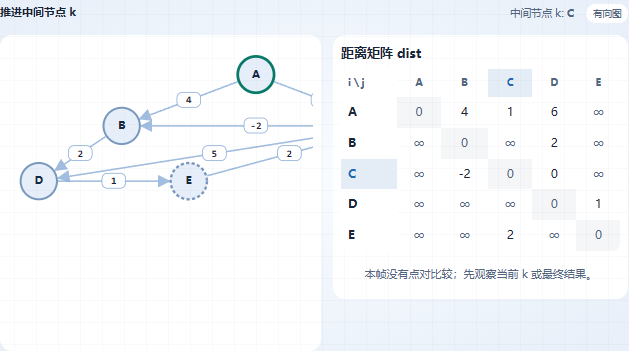 推进中间节点 k
中间节点 k: C
有向图
A
4
B
-2
2
5
2
D
1
E
距离矩阵 dist
i\j A B C D E
A 0 4 1 6 ∞
B ∞ 0 ∞ 2 ∞
C ∞ -2 0 0 ∞
D ∞ ∞ ∞ 0 1
E ∞ ∞ 2 ∞ 0
本帧没有点对比较；先观察当前 k 或最终结果。